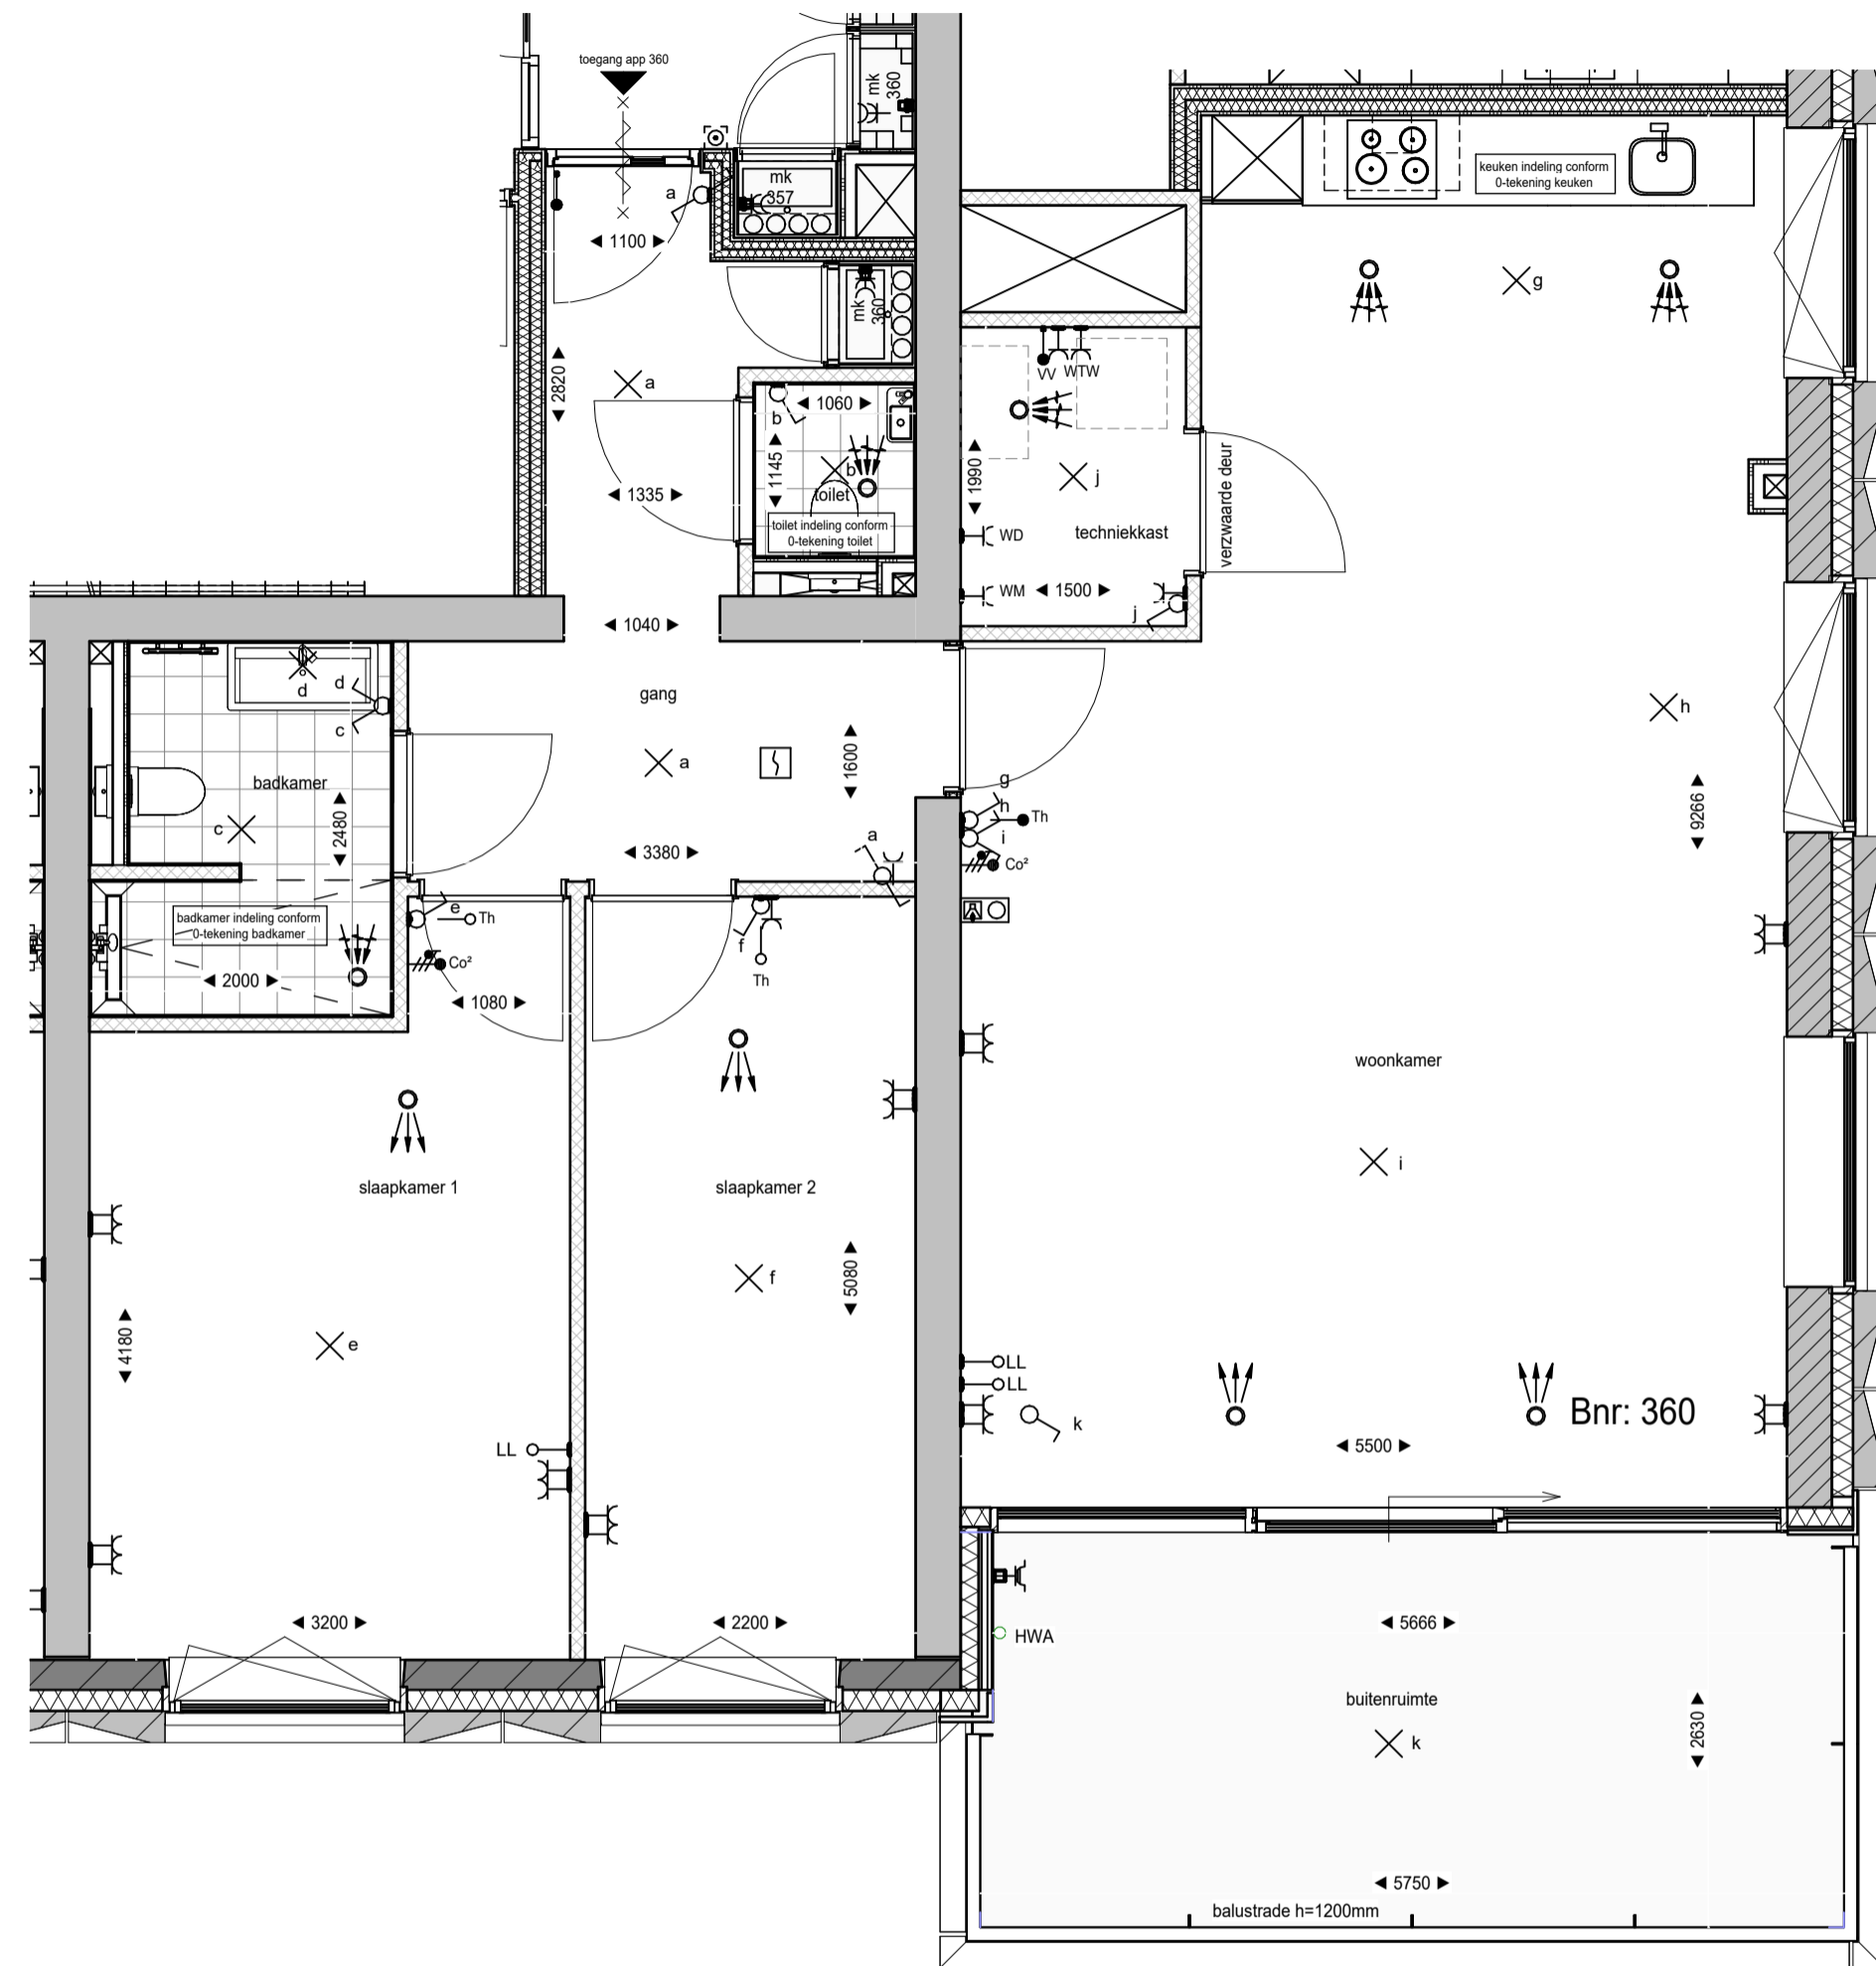 toegang app 360
mk
360
mk
357
a
1100
keuken indeling conform
0-tekening keuken
g
mk
360
2820
a
VV
WTW
b
1060
1145
b
toilet
1335
toilet indeling conform
0-tekening toilet
1990
j
verzwaarde deur
WD
techniekkast
WM
1500
j
1040
gang
d
d
c
h
a
1600
badkamer
c
2480
g
h
i
Th
Co²
9266
a
3380
badkamer indeling conform
0-tekening badkamer
e
Th
f
Th
Co²
2000
1080
woonkamer
i
slaapkamer 1
slaapkamer 2
f
5080
4180
e
LL
LL
k
Bnr: 360
5500
LL
3200
2200
5666
HWA
buitenruimte
k
2630
5750
balustrade h=1200mm